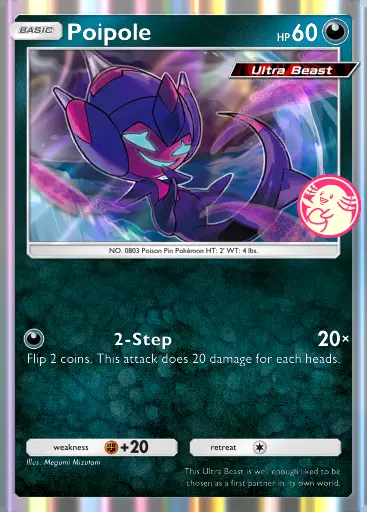 BASIC Poipole HP 60
Ultra Beast
NO. 0803 Poison Pin Pokémon HT: 2' WT: 4 lbs.
2-Step 20×
Flip 2 coins. This attack does 20 damage for each heads.
weakness +20 retreat
Illus. Megumi Mizutani
This Ultra Beast is well enough liked to be
chosen as a first partner in its own world.